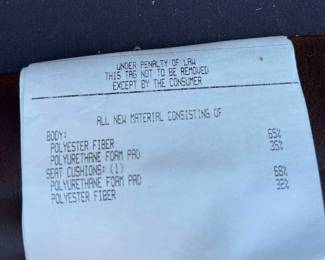 UNDER PENALTY OF LAW
THIS TAG NOT TO BE REMOVED
EXCEPT BY THE CONSUMER
ALL NEW MATERIAL CONSISTING OF
BODY:
POLYESTER FIBER 65%
POLYURETHANE FOAM PAD 35%
SEAT CUSHIONS: (1)
POLYURETHANE FOAM PAD 68%
POLYESTER FIBER 32%